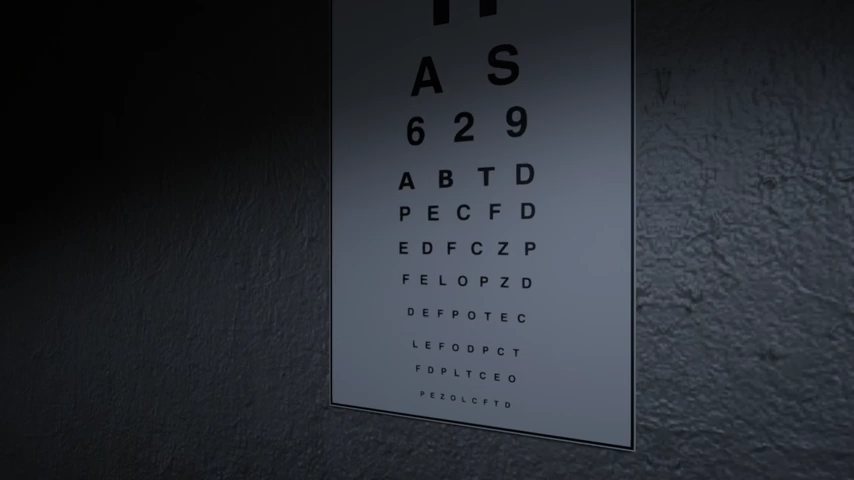 A S
6 2 9
A B T D
P E C F D
E D F C Z P
F E L O P Z D
D E F P O T E C
L E F O D P C T
F D P L T C E O
P E Z O L C F T D